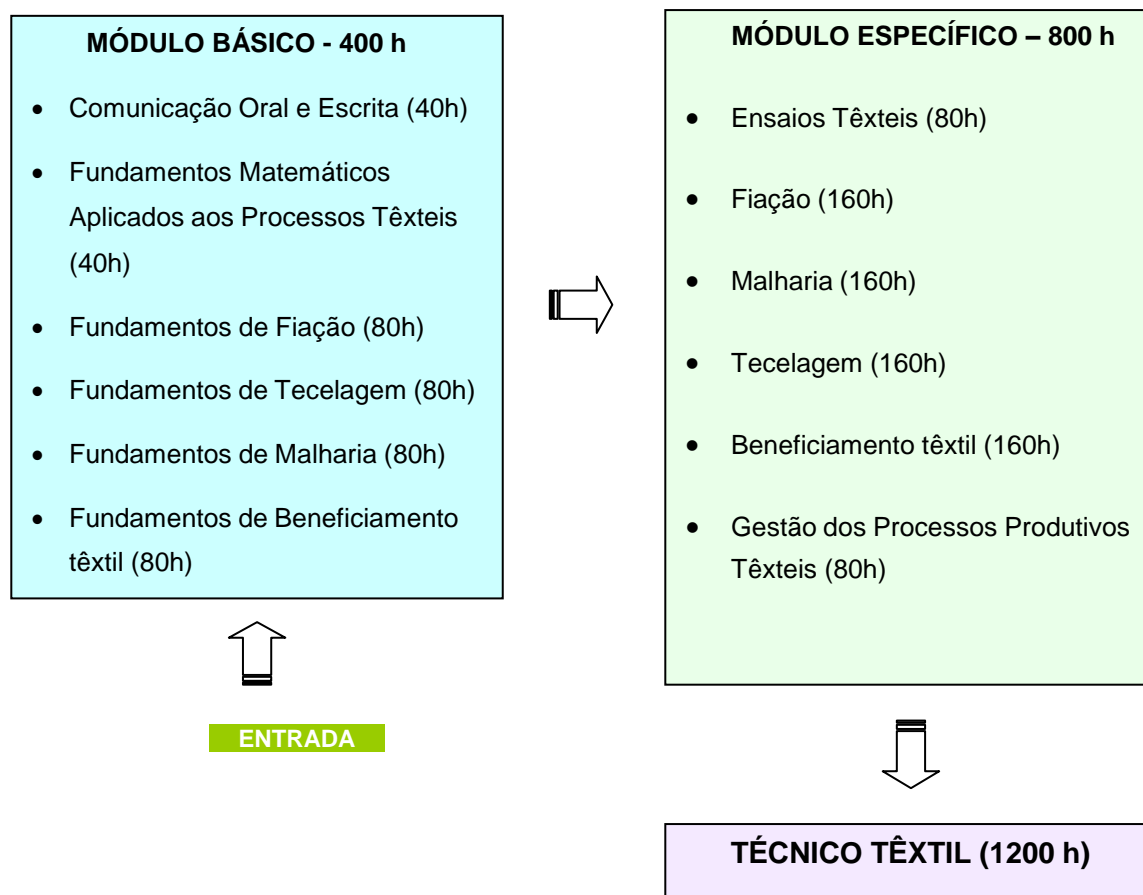 MÓDULO BÁSICO - 400 h
• Comunicação Oral e Escrita (40h)
• Fundamentos Matemáticos
Aplicados aos Processos Têxteis
(40h)
• Fundamentos de Fiação (80h)
• Fundamentos de Tecelagem (80h)
• Fundamentos de Malharia (80h)
• Fundamentos de Beneficiamento
têxtil (80h)
ENTRADA
MÓDULO ESPECÍFICO – 800 h
• Ensaios Têxteis (80h)
• Fiação (160h)
• Malharia (160h)
• Tecelagem (160h)
• Beneficiamento têxtil (160h)
• Gestão dos Processos Produtivos
Têxteis (80h)
TÉCNICO TÊXTIL (1200 h)